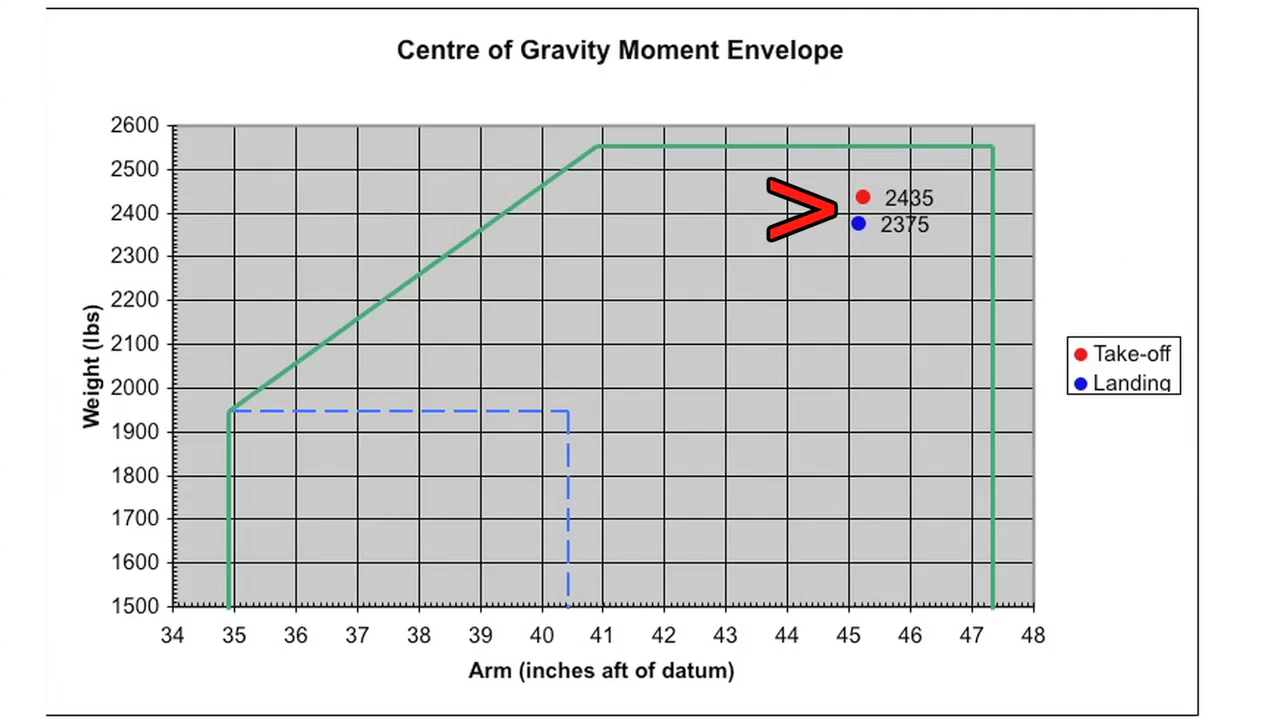 Centre of Gravity Moment Envelope
2600
2500
2400
2300
2200
2100
2000
1900
1800
1700
1600
1500
Weight (lbs)
2435
2375
Take-off
Landing
34 35 36 37 38 39 40 41 42 43 44 45 46 47 48
Arm (inches aft of datum)